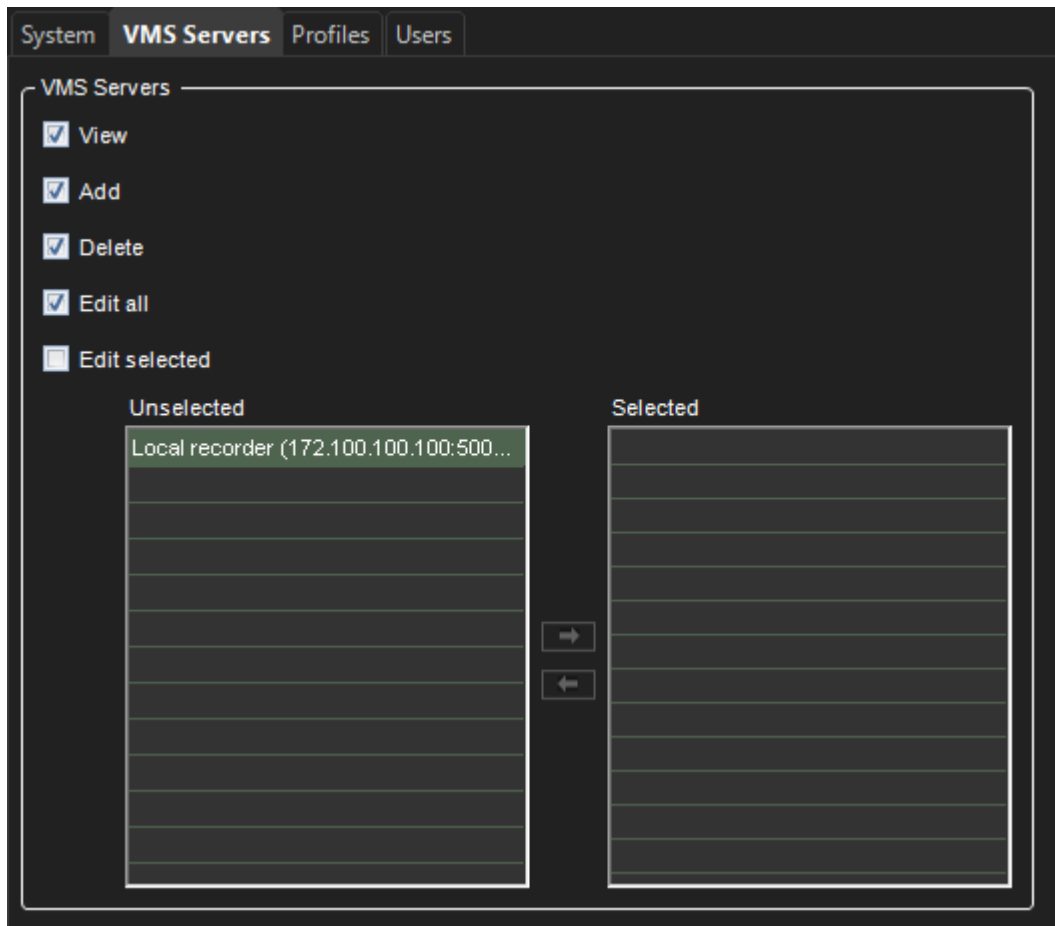 System VMS Servers Profiles Users
VMS Servers
View
Add
Delete
Edit all
Edit selected
Unselected Selected
Local recorder (172.100.100.100:500...